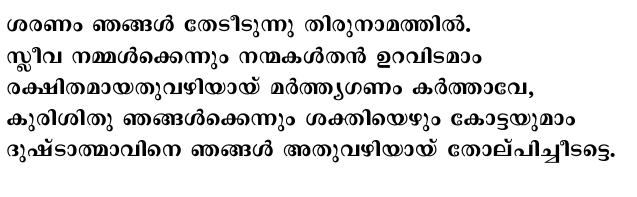 ശരണം ഞങ്ങൾ തേടീടുന്നു തിരുനാമത്തിൽ.
സ്ലീവ നമ്മൾക്കെന്നും നന്മകൾതൻ ഉറവിടമാം
രക്ഷിതമായതുവഴിയായ് മർത്ത്യഗണം കർത്താവേ,
കുരിശിതു ഞങ്ങൾക്കെന്നും ശക്തിയെഴും കോട്ടയുമാം
ദുഷ്ടാത്മാവിനെ ഞങ്ങൾ അതുവഴിയായ് തോല്പിച്ചീടട്ടെ.